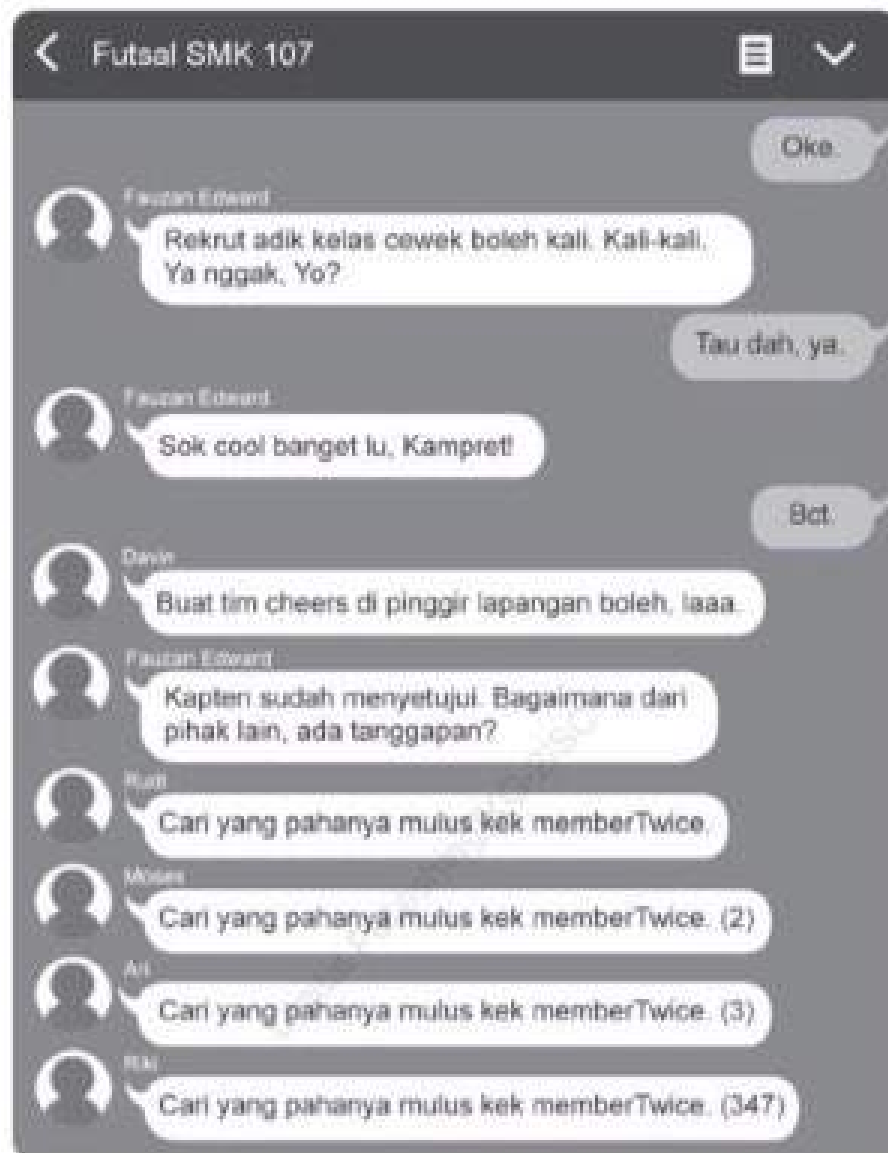 Futsal SMK 107
Oke.
Fauzan Edward
Rekrut adik kelas cewek boleh kali. Kali-kali.
Ya nggak, Yo?
Tau dah, ya.
Fauzan Edward
Sok cool banget lu, Kampret!
Bct.
Davin
Buat tim cheers di pinggir lapangan boleh, laaa.
Fauzan Edward
Kapten sudah menyetujui. Bagaimana dari
pihak lain, ada tanggapan?
Cari yang pahanya mulus kek memberTwice.
Moses
Cari yang pahanya mulus kek memberTwice. (2)
Ari
Cari yang pahanya mulus kek memberTwice. (3)
Riki
Cari yang pahanya mulus kek memberTwice. (347)